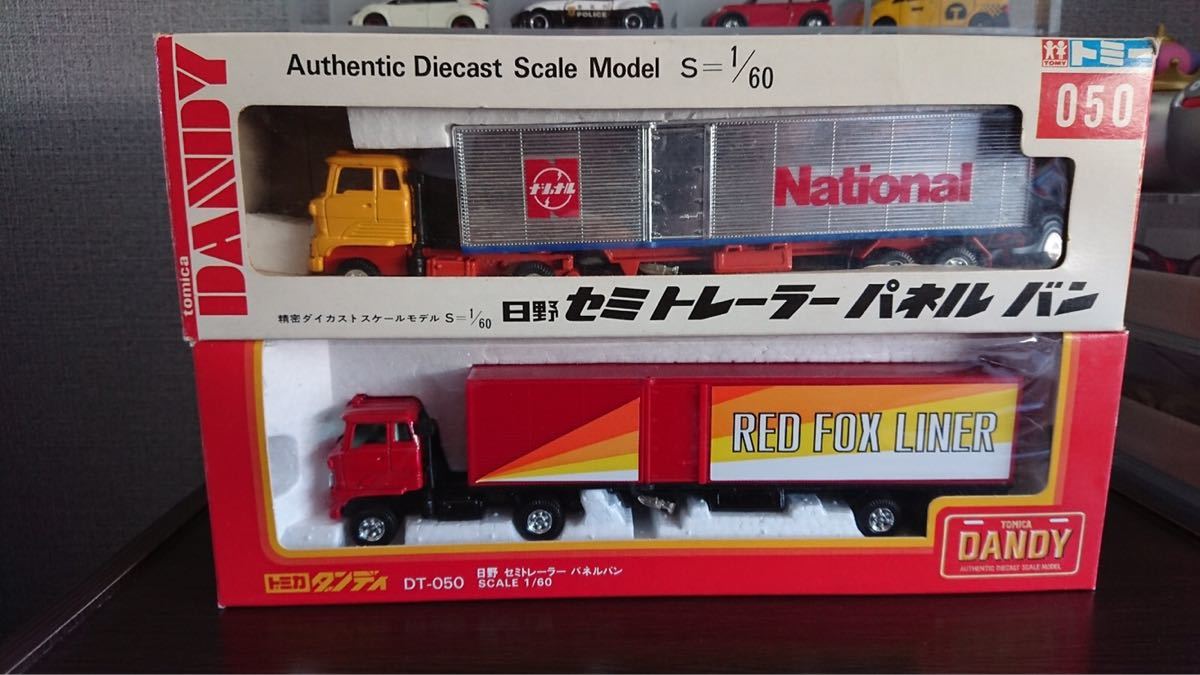 POLICE
Authentic Diecast Scale Model S=1/60
TOMY
トミー
050
tomica
DANDY
ナショナル
National
精密ダイカストスケールモデル S=1/60
日野 セミトレーラー パネル バン
RED FOX LINER
トミカ ダンディ
DT-050
日野 セミトレーラー パネルバン
SCALE 1/60
TOMICA
DANDY
AUTHENTIC DIECAST SCALE MODEL